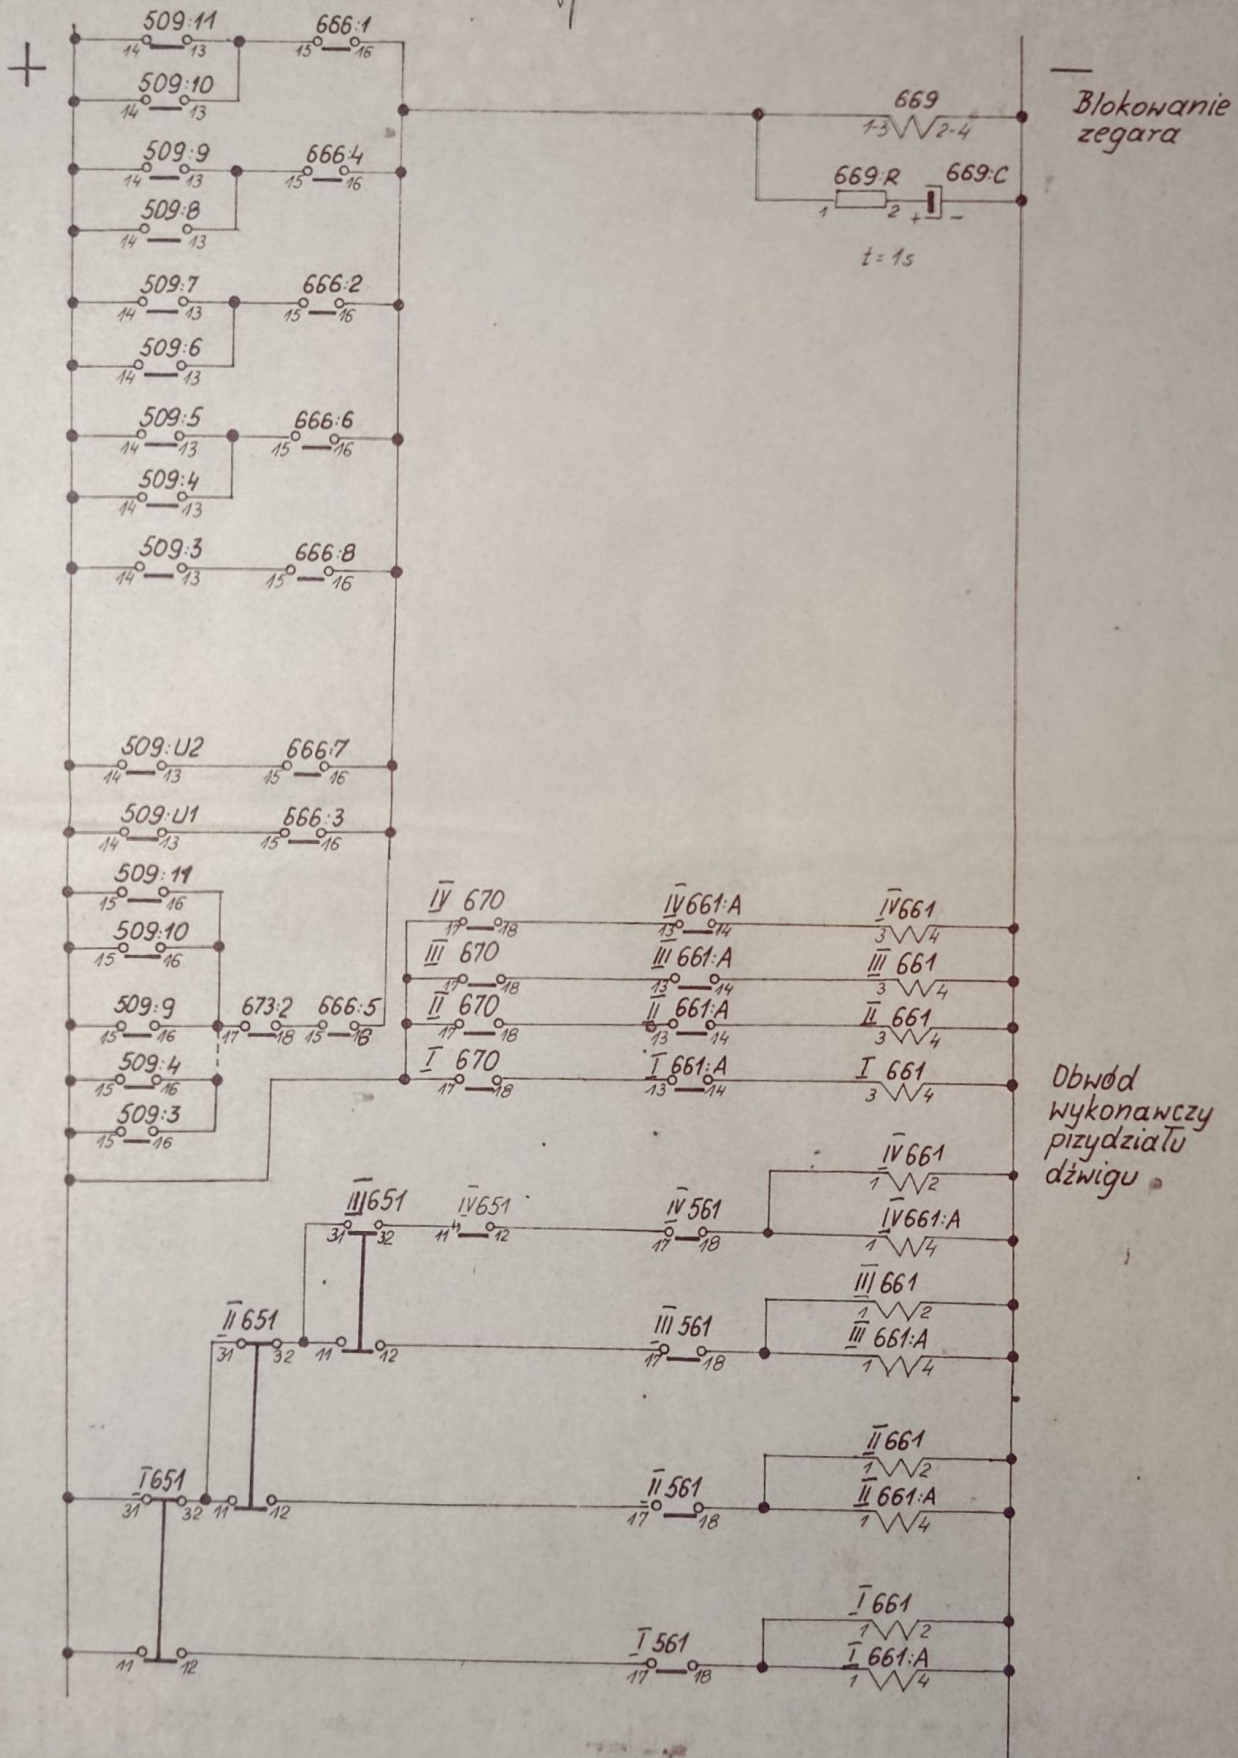 509:11 666:1
14 13 15 16
+ −
509:10 669 Blokowanie
14 13 1-3 2-4 zegara
509:9 666:4 669:R 669:C
14 13 15 16 1 2 + −
509:8
14 13 t=1s
509:7 666:2
14 13 15 16
509:6
14 13
509:5 666:6
14 13 15 16
509:4
14 13
509:3 666:8
14 13 15 16
509:U2 666:7
14 13 15 16
509:U1 666:3
14 13 15 16
509:11
15 16
IV 670 IV 661:A IV 661
17 18 13 14 3 4
509:10
15 16
III 670 III 661:A III 661
17 18 13 14 3 4
509:9 673:2 666:5
15 16 17 18 15 16
II 670 II 661:A II 661
17 18 13 14 3 4
509:4
15 16
I 670 I 661:A I 661
17 18 13 14 3 4
509:3
15 16
Obwód
wykonawczy
przydziału
dźwigu
IV 661
1 2
III 651 IV 651 IV 561 IV 661:A
31 32 11 12 17 18 1 4
III 661
1 2
II 651 III 561 III 661:A
31 32 11 12 17 18 1 4
II 661
1 2
I 651 II 561 II 661:A
31 32 11 12 17 18 1 4
I 661
1 2
I 561 I 661:A
11 12 17 18 1 4